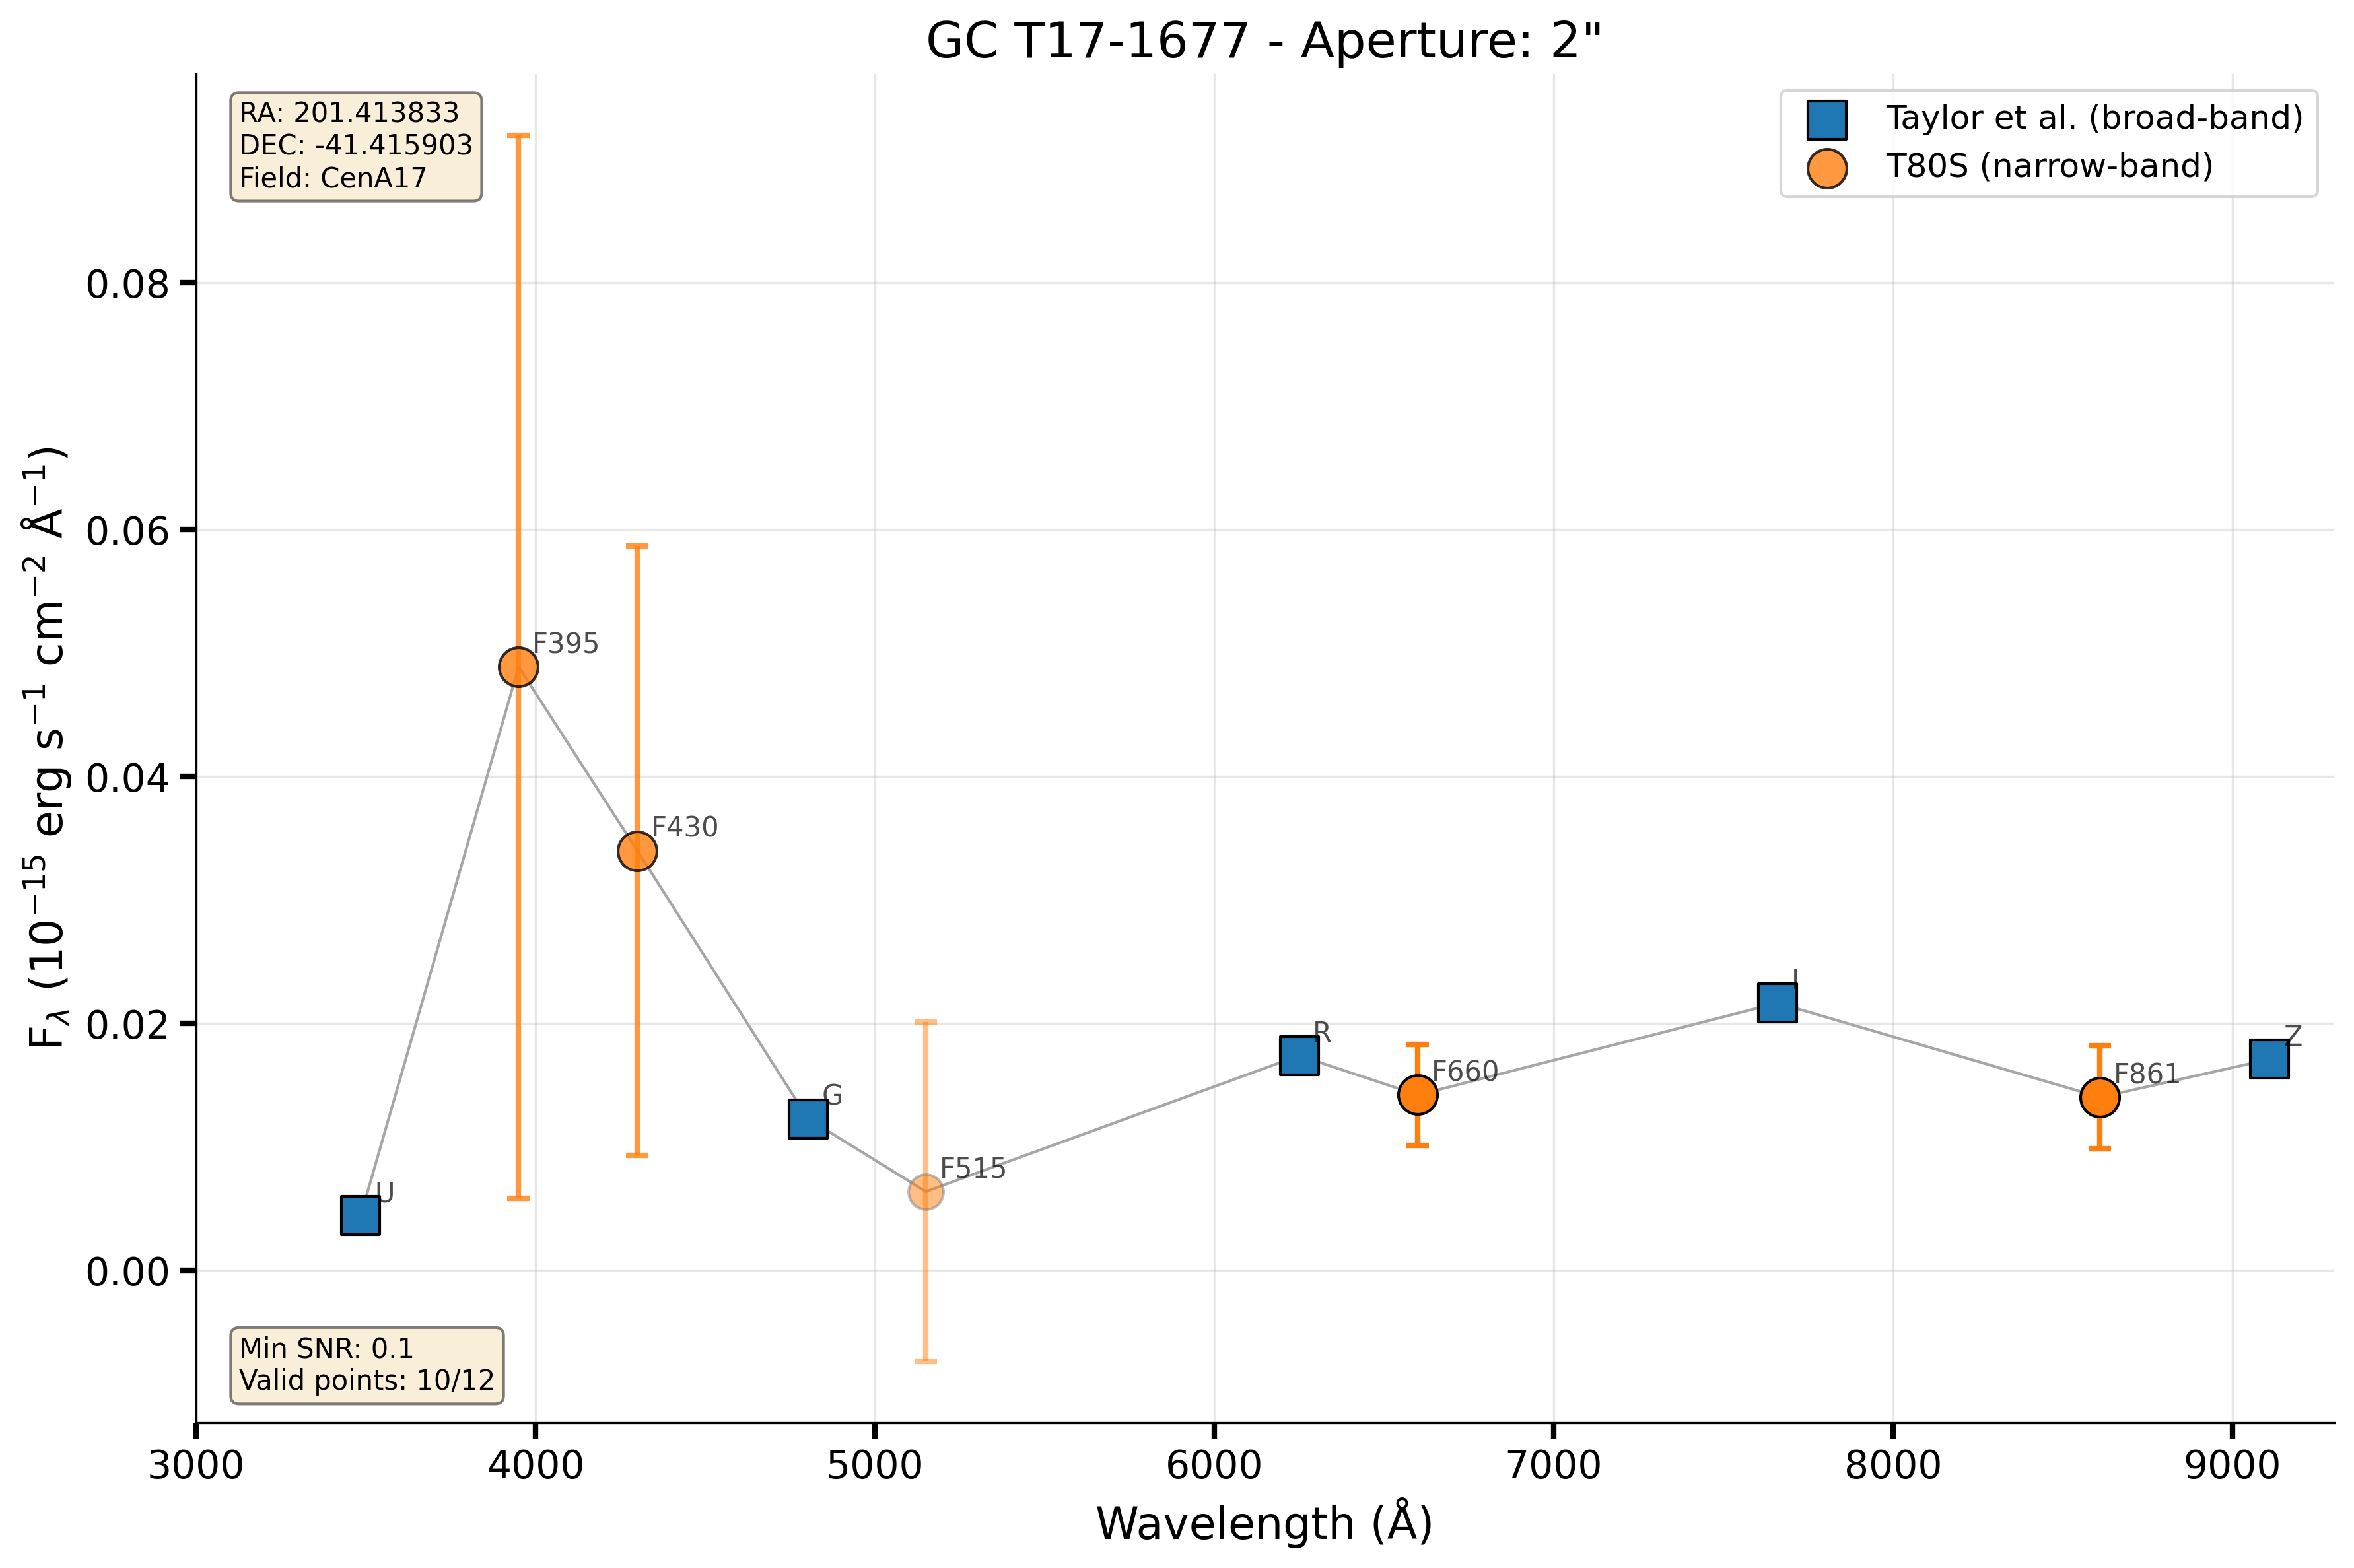 GC T17-1677 - Aperture: 2"
RA: 201.413833
DEC: -41.415903
Field: CenA17
Taylor et al. (broad-band)
T80S (narrow-band)
F$_λ$ (10$^{-15}$ erg s$^{-1}$ cm$^{-2}$ Å$^{-1}$)
0.08
0.06
0.04
0.02
0.00
F395
F430
U
G
F515
R
F660
I
F861
Z
Min SNR: 0.1
Valid points: 10/12
3000 4000 5000 6000 7000 8000 9000
Wavelength (Å)